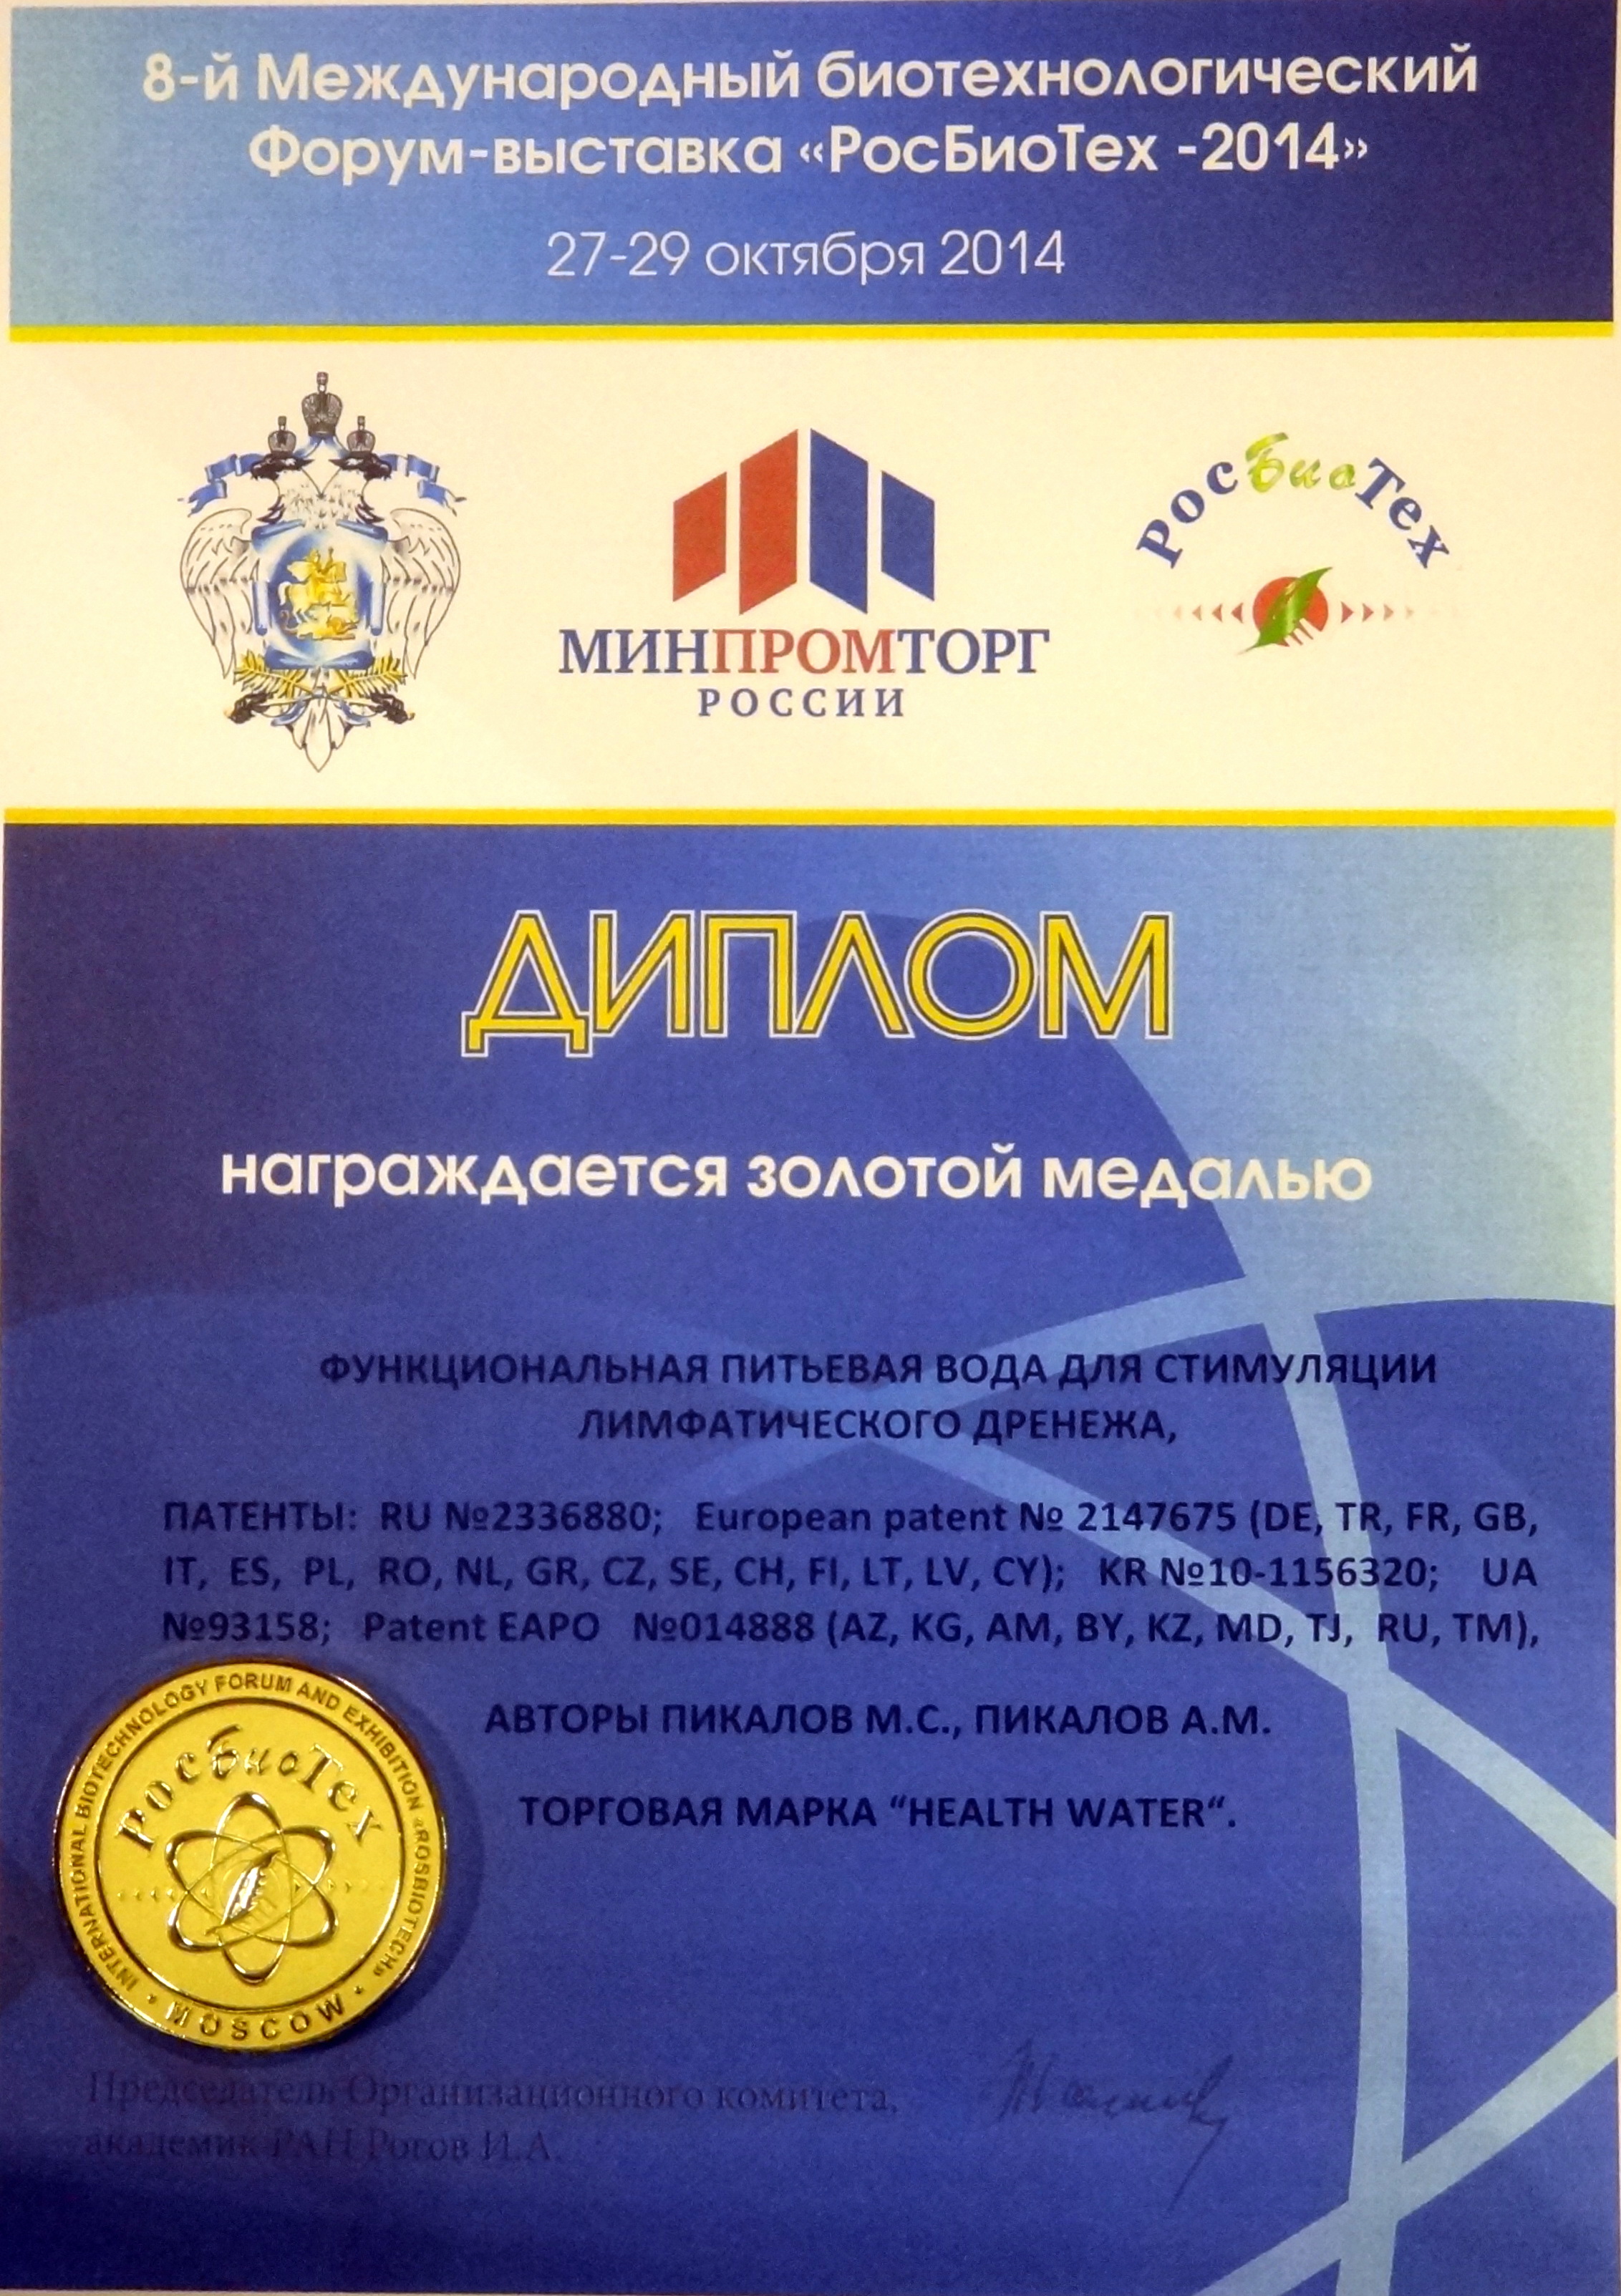 8-й Международный биотехнологический
Форум-выставка «РосБиоТех -2014»
27-29 октября 2014
МИНПРОМТОРГ
РОССИИ
РосБиоТех
ДИПЛОМ
награждается золотой медалью
ФУНКЦИОНАЛЬНАЯ ПИТЬЕВАЯ ВОДА ДЛЯ СТИМУЛЯЦИИ
ЛИМФАТИЧЕСКОГО ДРЕНЕЖА,
ПАТЕНТЫ: RU №2336880; European patent № 2147675 (DE, TR, FR, GB,
IT, ES, PL, RO, NL, GR, CZ, SE, CH, FI, LT, LV, CY); KR №10-1156320; UA
№93158; Patent EAPO №014888 (AZ, KG, AM, BY, KZ, MD, TJ, RU, TM),
АВТОРЫ ПИКАЛОВ М.С., ПИКАЛОВ А.М.
ТОРГОВАЯ МАРКА “HEALTH WATER“.
INTERNATIONAL BIOTECHNOLOGY FORUM AND EXHIBITION «ROSBIOTECH»
РосБиоТех
• MOSCOW •
Председатель Организационного комитета,
академик РАН Рогов И.А.